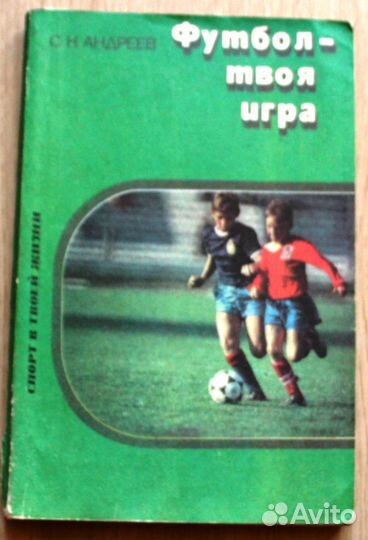 С. Н. АНДРЕЕВ
Футбол –
твоя
игра
СПОРТ В ТВОЕЙ ЖИЗНИ
Avito